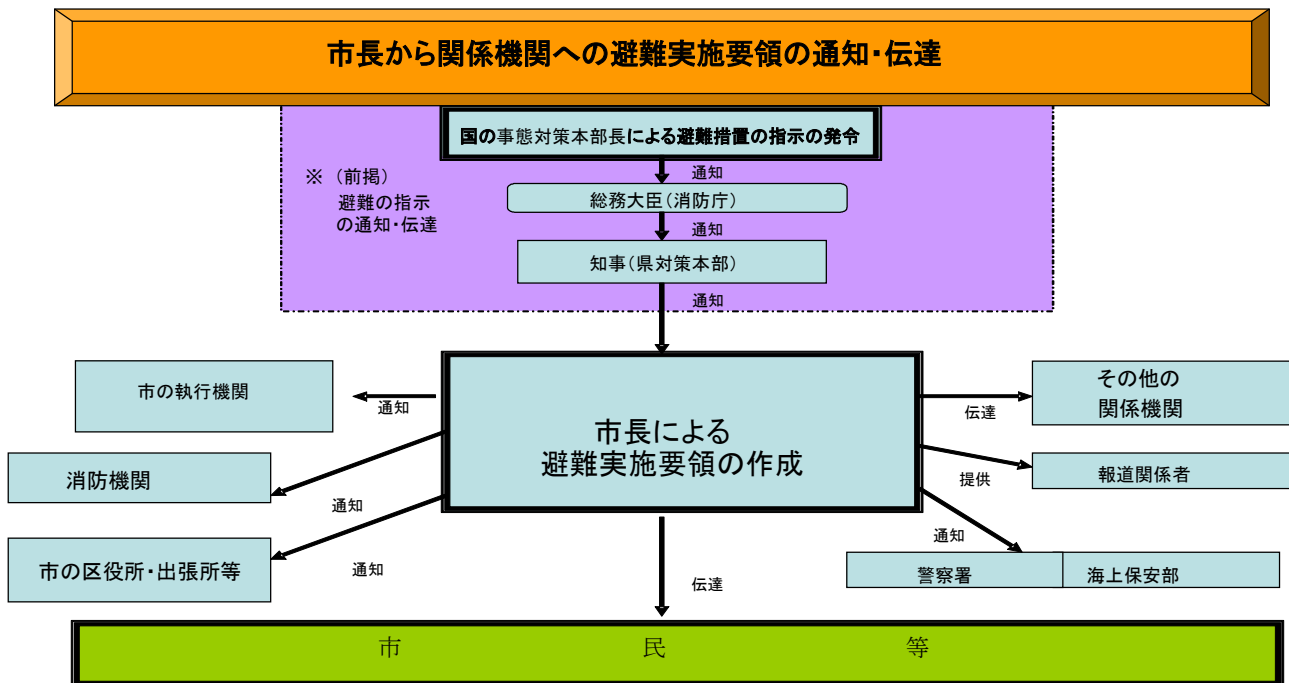 市長から関係機関への避難実施要領の通知・伝達
国の事態対策本部長による避難措置の指示の発令
通知
※ (前掲)
避難の指示
の通知・伝達
総務大臣(消防庁)
通知
知事(県対策本部)
通知
市の執行機関
通知
市長による
避難実施要領の作成
伝達
その他の
関係機関
消防機関
通知
提供
報道関係者
市の区役所・出張所等
通知
伝達
通知
警察署
海上保安部
市 民 等